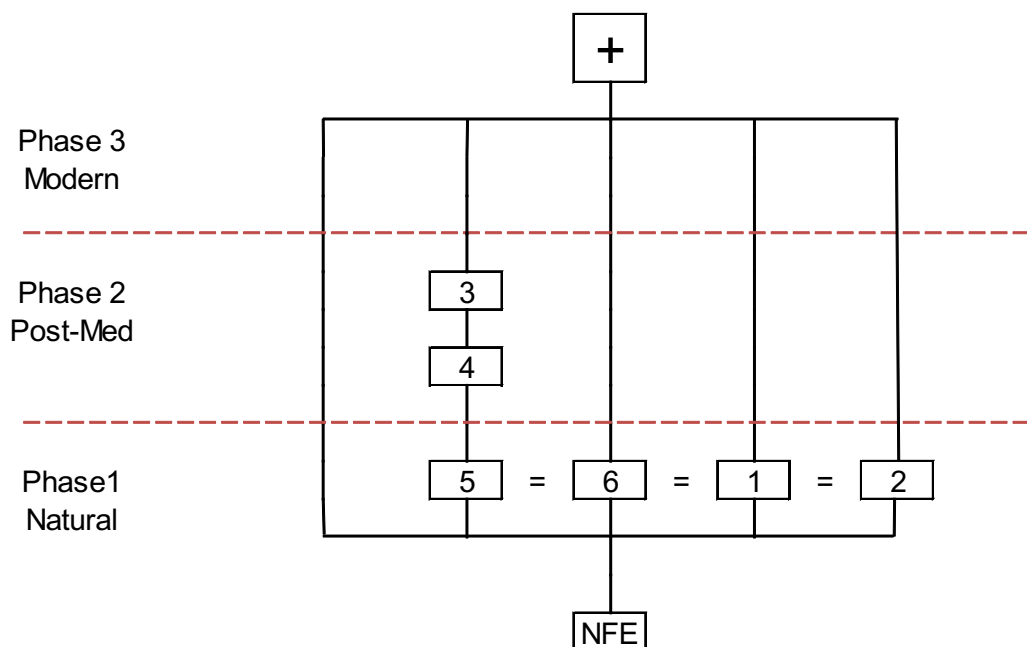 +
Phase 3
Modern
Phase 2
Post-Med
3
4
Phase1
Natural
5 = 6 = 1 = 2
NFE